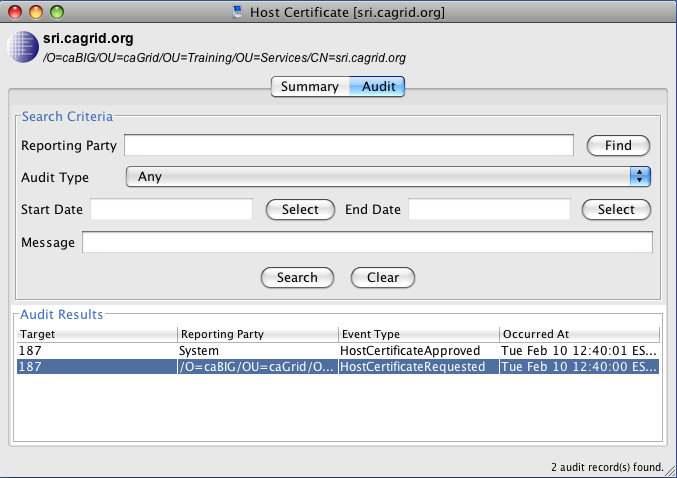 Host Certificate [sri.cagrid.org]
sri.cagrid.org
/O=caBIG/OU=caGrid/OU=Training/OU=Services/CN=sri.cagrid.org
Summary Audit
Search Criteria
Reporting Party Find
Audit Type Any
Start Date Select End Date Select
Message
Search Clear
Audit Results
Target Reporting Party Event Type Occurred At
187 System HostCertificateApproved Tue Feb 10 12:40:01 ES...
187 /O=caBIG/OU=caGrid/O... HostCertificateRequested Tue Feb 10 12:40:00 ES...
2 audit record(s) found.